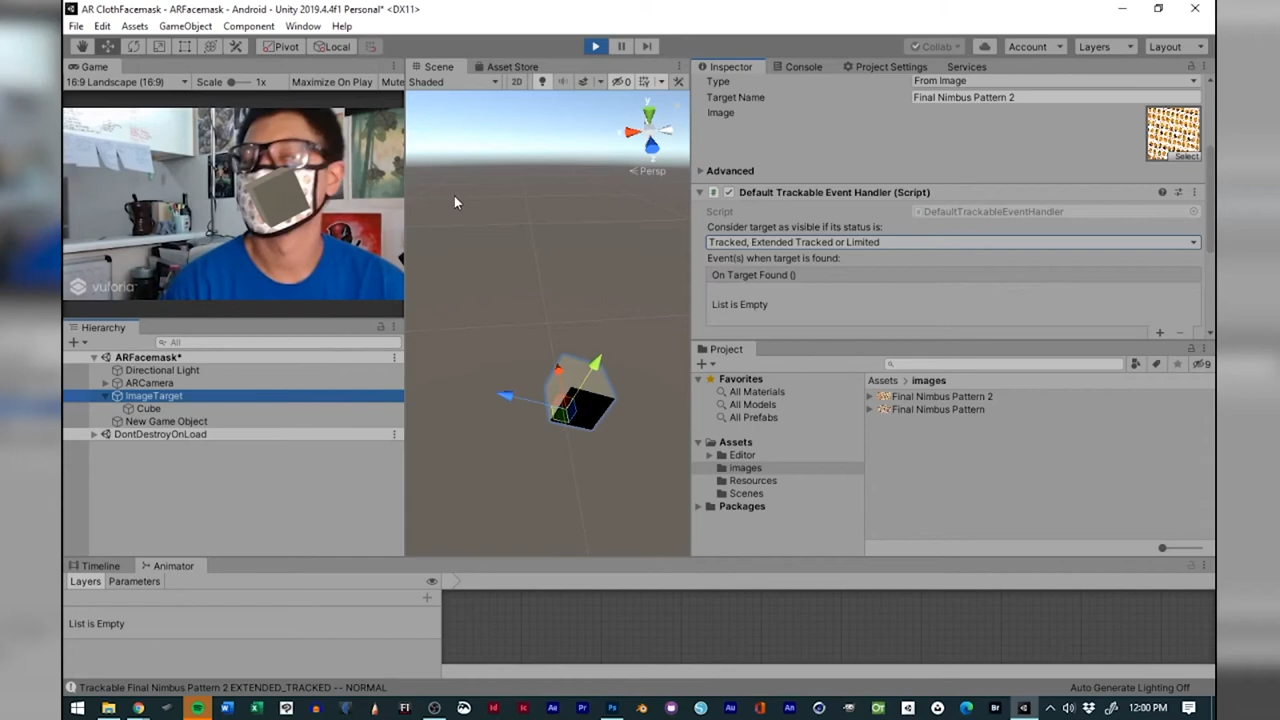 AR ClothFacemask - ARFacemask - Android - Unity 2019.4.4f1 Personal* <DX11>
File Edit Assets GameObject Component Window Help
Pivot Local Collab Account Layers Layout
Game
16:9 Landscape (16:9) Scale 1x Maximize On Play Mute
vuforia
Scene Asset Store
Shaded 2D 0
y
x
z
Persp
Inspector Console Project Settings Services
Type From Image
Target Name Final Nimbus Pattern 2
Image
Select
Advanced
Default Trackable Event Handler (Script)
Script DefaultTrackableEventHandler
Consider target as visible if its status is:
Tracked, Extended Tracked or Limited
Event(s) when target is found:
On Target Found ()
List is Empty
Hierarchy
All
ARFacemask*
Directional Light
ARCamera
ImageTarget
Cube
New Game Object
DontDestroyOnLoad
Project
9
Favorites
All Materials
All Models
All Prefabs
Assets
Editor
images
Resources
Scenes
Packages
Assets images
Final Nimbus Pattern 2
Final Nimbus Pattern
Timeline Animator
Layers Parameters
List is Empty
Trackable Final Nimbus Pattern 2 EXTENDED_TRACKED -- NORMAL
Auto Generate Lighting Off
12:00 PM